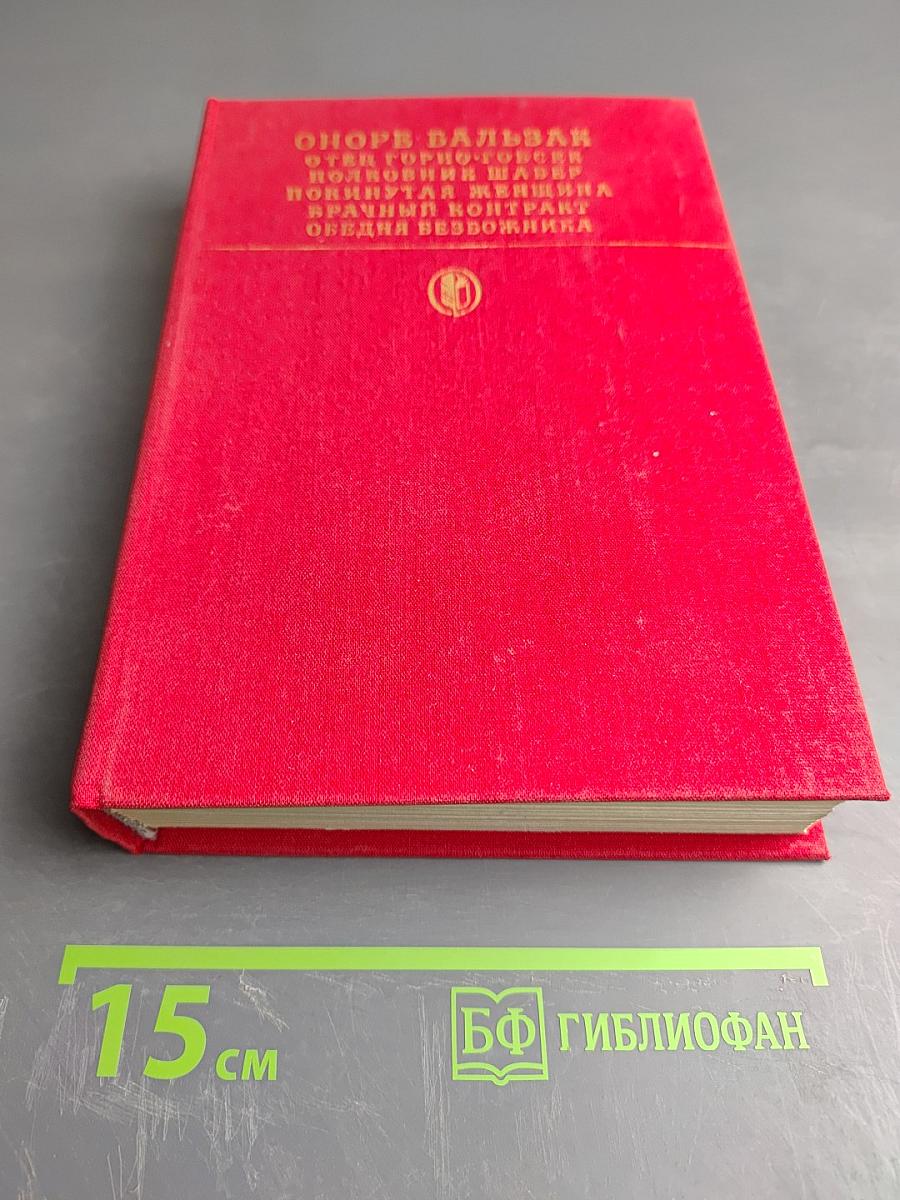 ОНОРЕ БАЛЬЗАК
ОТЕЦ ГОРИО·ГОБСЕК
ПОЛКОВНИК ШАБЕР
ПОКИНУТАЯ ЖЕНЩИНА
БРАЧНЫЙ КОНТРАКТ
ОБЕДНЯ БЕЗБОЖНИКА
15 см
БФ ГИБЛИОФАН